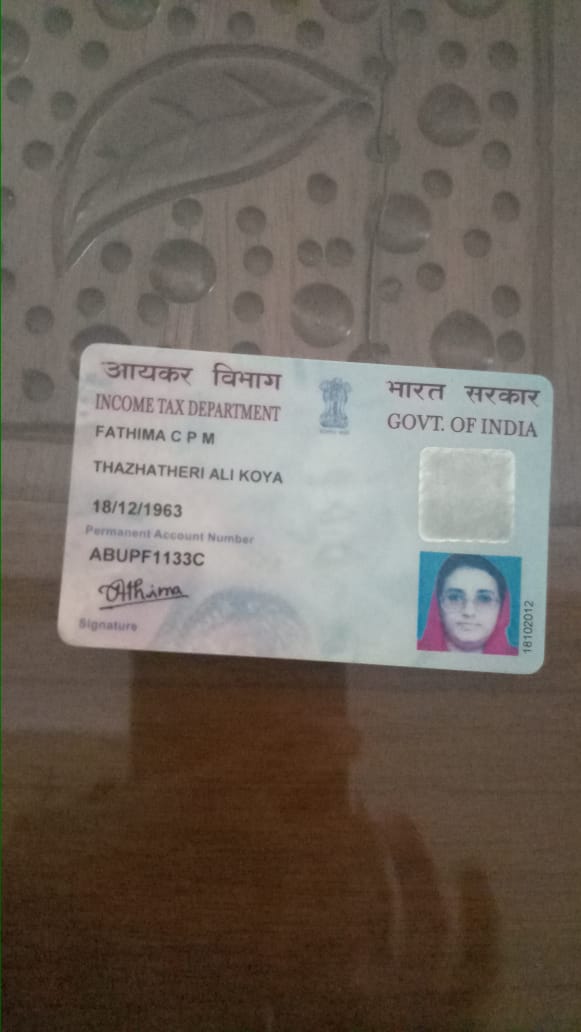 आयकर विभाग
INCOME TAX DEPARTMENT
भारत सरकार
GOVT. OF INDIA
FATHIMA C P M
THAZHATHERI ALI KOYA
18/12/1963
Permanent Account Number
ABUPF1133C
Athima
Signature
18102012